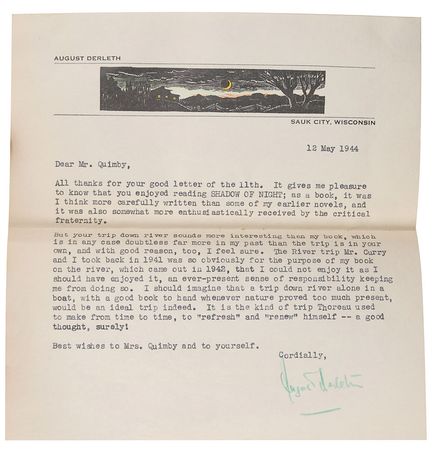 AUGUST DERLETH
SAUK CITY, WISCONSIN
12 May 1944
Dear Mr. Quimby,
All thanks for your good letter of the 11th. It gives me pleasure
to know that you enjoyed reading SHADOW OF NIGHT; as a book, it was
I think more carefully written than some of my earlier novels, and
it was also somewhat more enthusiastically received by the critical
fraternity.
But your trip down river sounds more interesting than my book, which
is in any case doubtless far more in my past than the trip is in your
own, and with good reason, too, I feel sure. The River trip Mr. Curry
and I took back in 1941 was so obviously for the purpose of my book
on the river, which came out in 1942, that I could not enjoy it as I
should have enjoyed it, an ever-present sense of responsibility keeping
me from doing so. I should imagine that a trip down river alone in a
boat, with a good book to hand whenever nature proved too much present,
would be an ideal trip indeed. It is the kind of trip Thoreau used
to make from time to time, to "refresh" and "renew" himself -- a good
thought, surely!
Best wishes to Mrs. Quimby and to yourself.
Cordially,
August Derleth